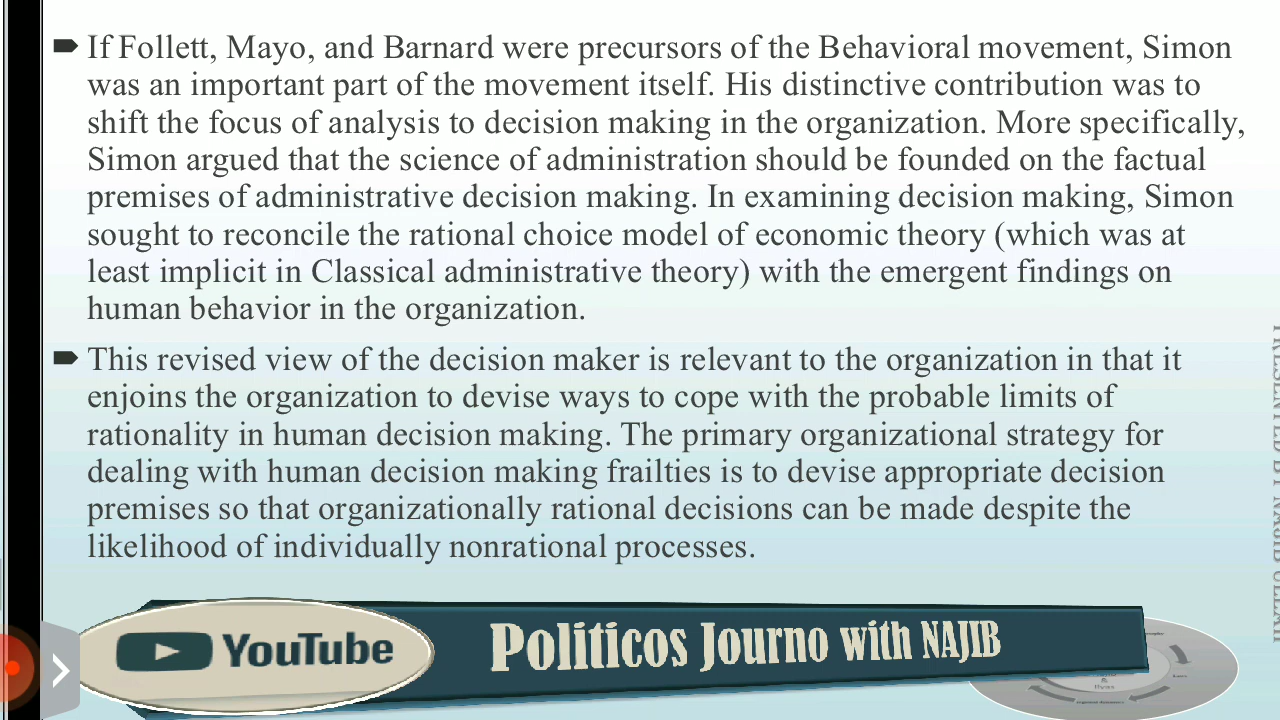 If Follett, Mayo, and Barnard were precursors of the Behavioral movement, Simon
was an important part of the movement itself. His distinctive contribution was to
shift the focus of analysis to decision making in the organization. More specifically,
Simon argued that the science of administration should be founded on the factual
premises of administrative decision making. In examining decision making, Simon
sought to reconcile the rational choice model of economic theory (which was at
least implicit in Classical administrative theory) with the emergent findings on
human behavior in the organization.
This revised view of the decision maker is relevant to the organization in that it
enjoins the organization to devise ways to cope with the probable limits of
rationality in human decision making. The primary organizational strategy for
dealing with human decision making frailties is to devise appropriate decision
premises so that organizationally rational decisions can be made despite the
likelihood of individually nonrational processes.
YouTube
Politicos Journo with NAJIB